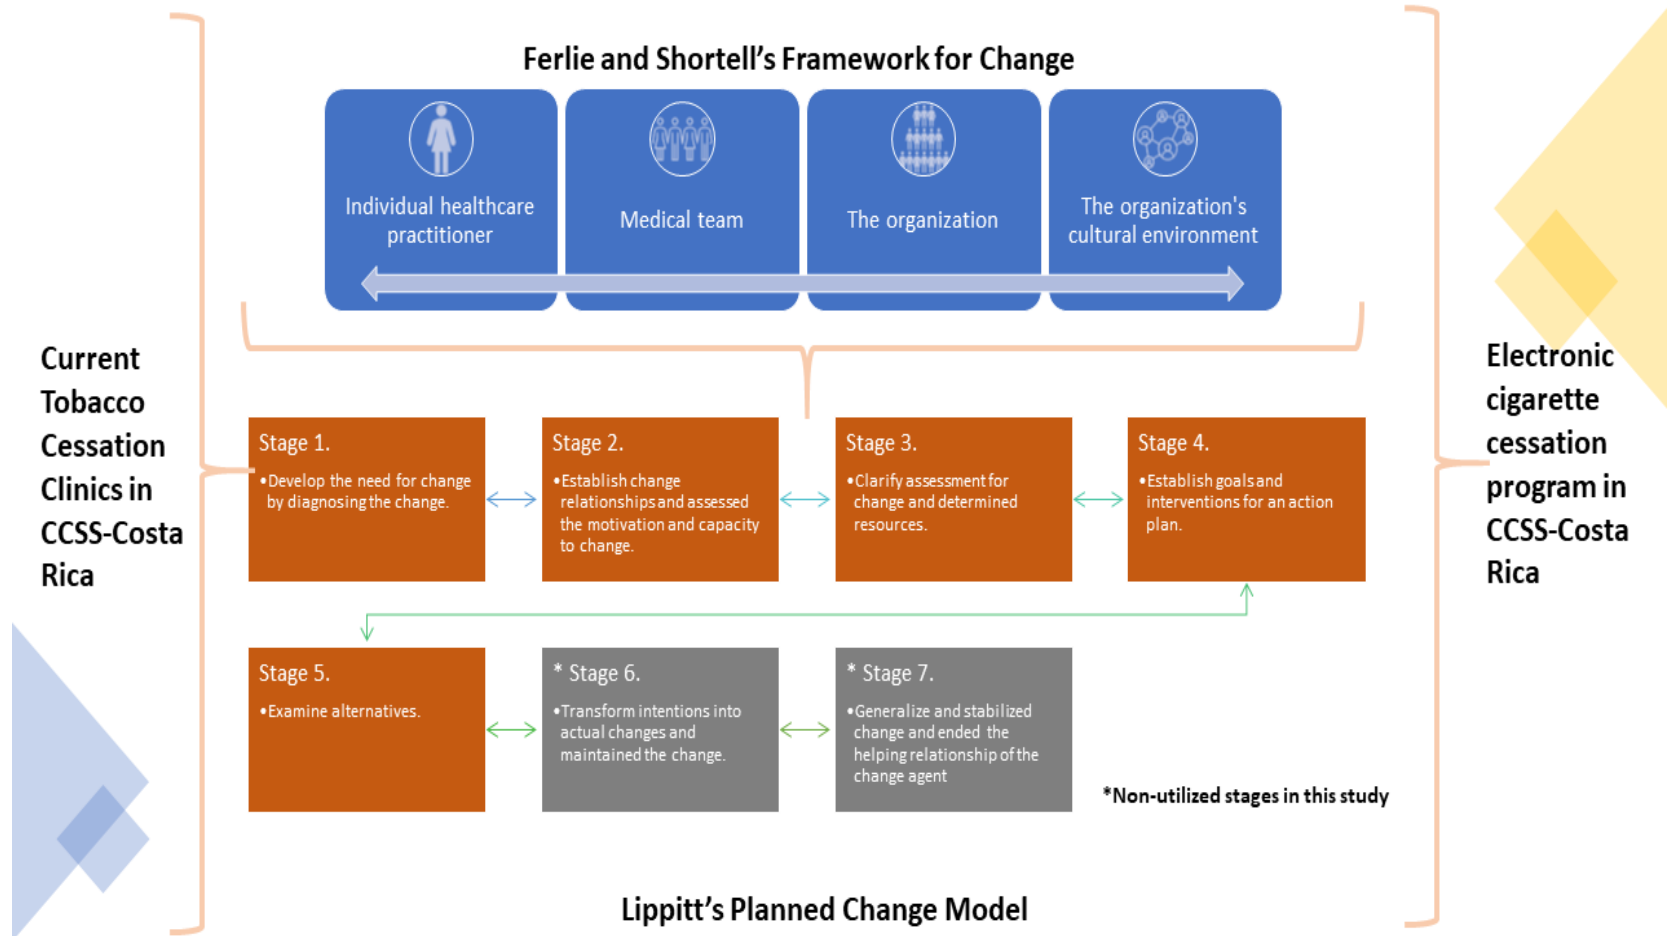 Ferlie and Shortell's Framework for Change
Individual healthcare
practitioner
Medical team
The organization
The organization's
cultural environment
Current
Tobacco
Cessation
Clinics in
CCSS-Costa
Rica
Electronic
cigarette
cessation
program in
CCSS-Costa
Rica
Stage 1.
•Develop the need for change
by diagnosing the change.
Stage 2.
•Establish change
relationships and assessed
the motivation and capacity
to change.
Stage 3.
•Clarify assessment for
change and determined
resources.
Stage 4.
•Establish goals and
interventions for an action
plan.
Stage 5.
•Examine alternatives.
* Stage 6.
•Transform intentions into
actual changes and
maintained the change.
* Stage 7.
•Generalize and stabilized
change and ended the
helping relationship of the
change agent
*Non-utilized stages in this study
Lippitt's Planned Change Model